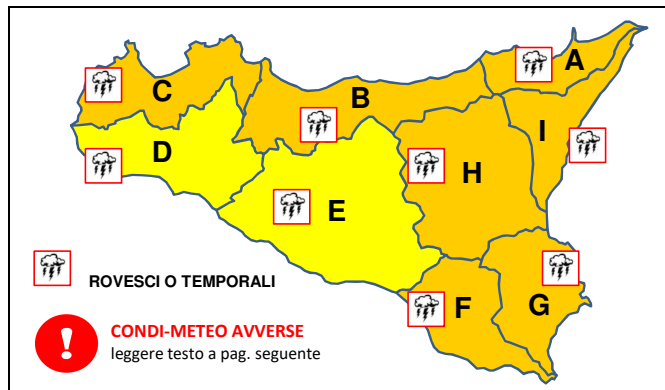 A
C
B
I
D
H
E
ROVESCI O TEMPORALI
F
G
CONDI-METEO AVVERSE
leggere testo a pag. seguente